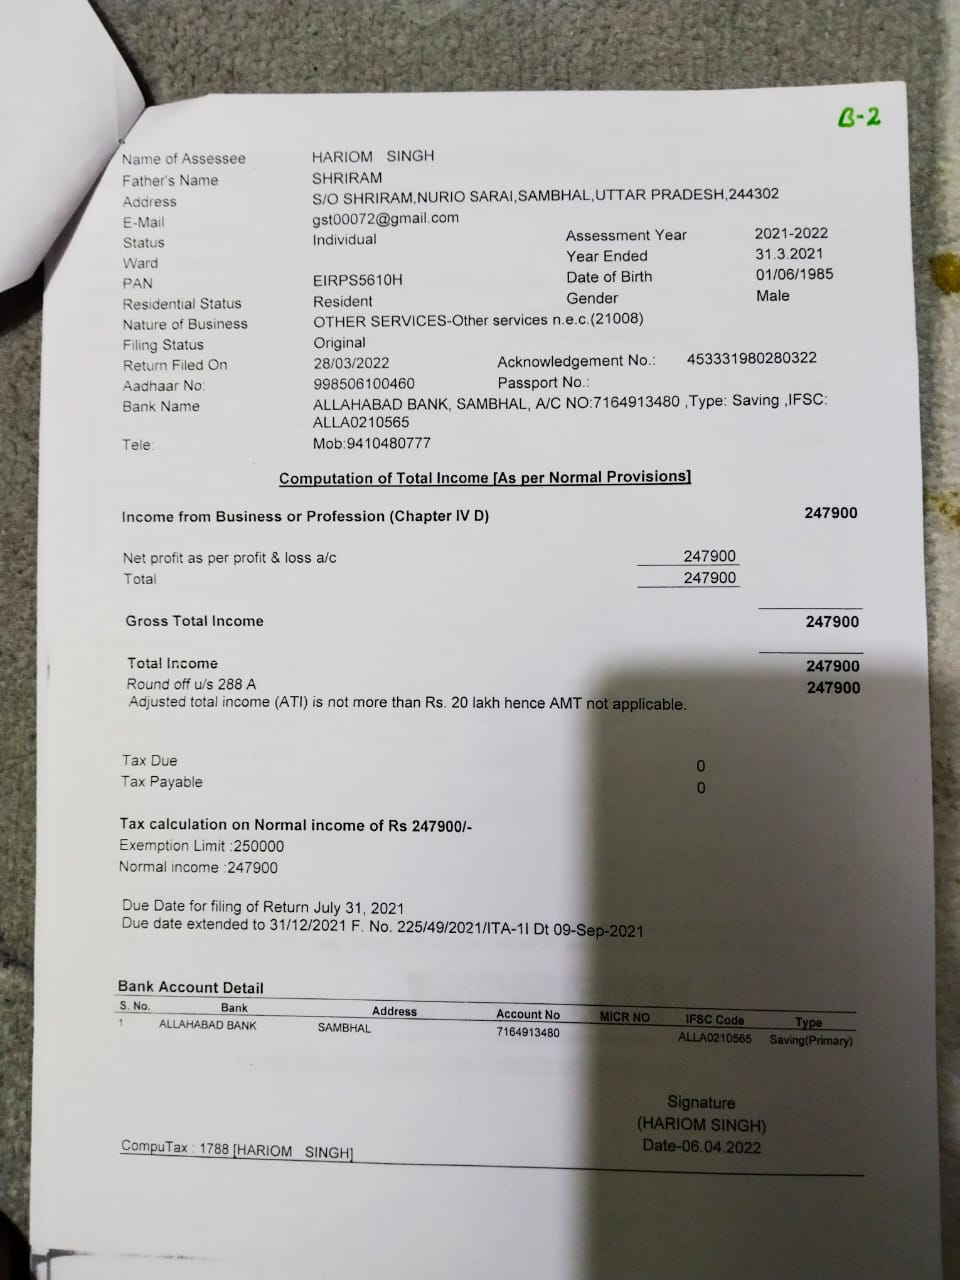 B-2
Name of Assessee HARIOM SINGH
Father's Name SHRIRAM
Address S/O SHRIRAM,NURIO SARAI,SAMBHAL,UTTAR PRADESH,244302
E-Mail gst00072@gmail.com
Status Individual Assessment Year 2021-2022
Ward Year Ended 31.3.2021
PAN EIRPS5610H Date of Birth 01/06/1985
Residential Status Resident Gender Male
Nature of Business OTHER SERVICES-Other services n.e.c.(21008)
Filing Status Original
Return Filed On 28/03/2022 Acknowledgement No.: 453331980280322
Aadhaar No: 998506100460 Passport No.:
Bank Name ALLAHABAD BANK, SAMBHAL, A/C NO:7164913480 ,Type: Saving ,IFSC:
ALLA0210565
Tele: Mob:9410480777
Computation of Total Income [As per Normal Provisions]
Income from Business or Profession (Chapter IV D) 247900
Net profit as per profit & loss a/c 247900
Total 247900
Gross Total Income 247900
Total Income 247900
Round off u/s 288 A 247900
Adjusted total income (ATI) is not more than Rs. 20 lakh hence AMT not applicable.
Tax Due 0
Tax Payable 0
Tax calculation on Normal income of Rs 247900/-
Exemption Limit :250000
Normal income :247900
Due Date for filing of Return July 31, 2021
Due date extended to 31/12/2021 F. No. 225/49/2021/ITA-1I Dt 09-Sep-2021
Bank Account Detail
S. No. Bank Address Account No MICR NO IFSC Code Type
1 ALLAHABAD BANK SAMBHAL 7164913480 ALLA0210565 Saving(Primary)
Signature
(HARIOM SINGH)
Date-06.04.2022
CompuTax : 1788 [HARIOM SINGH]